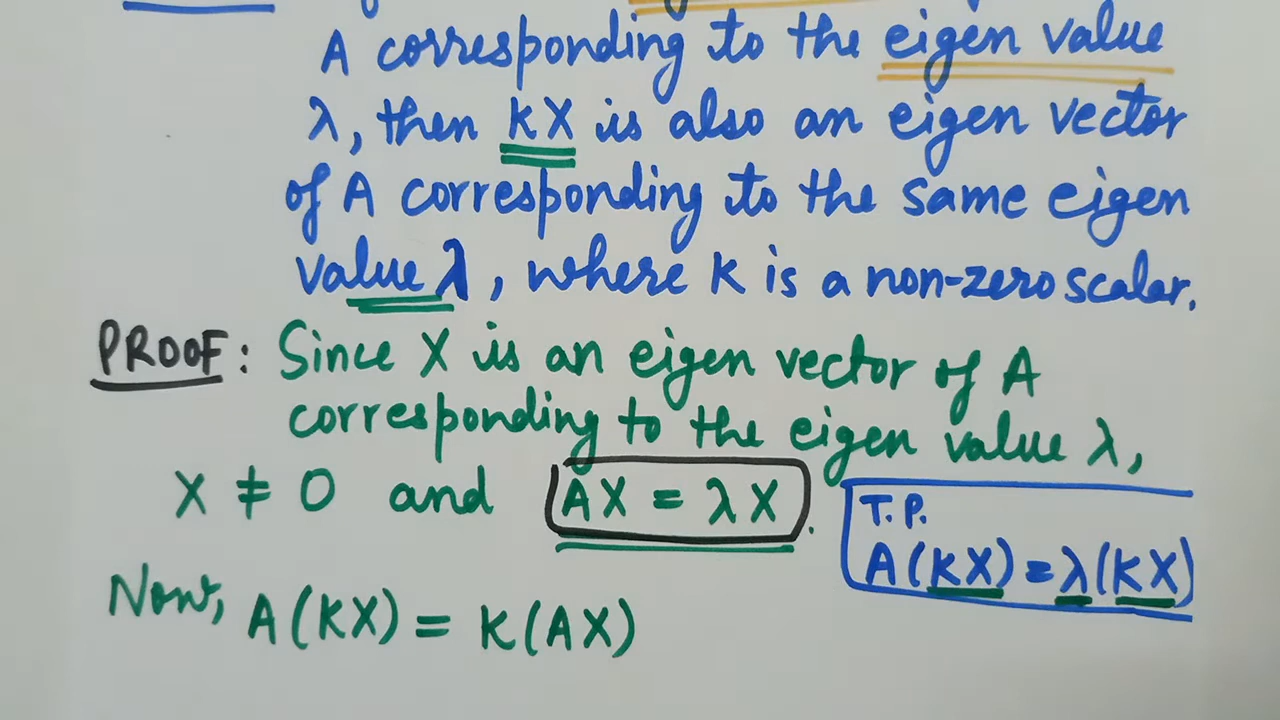 A corresponding to the eigen value
λ, then KX is also an eigen vector
of A corresponding to the same eigen
value λ, where K is a non-zero scalar.
PROOF: Since X is an eigen vector of A
corresponding to the eigen value λ,
X ≠ 0 and AX = λX.
T.P.
A(KX) = λ(KX)
Now, A(KX) = K(AX)